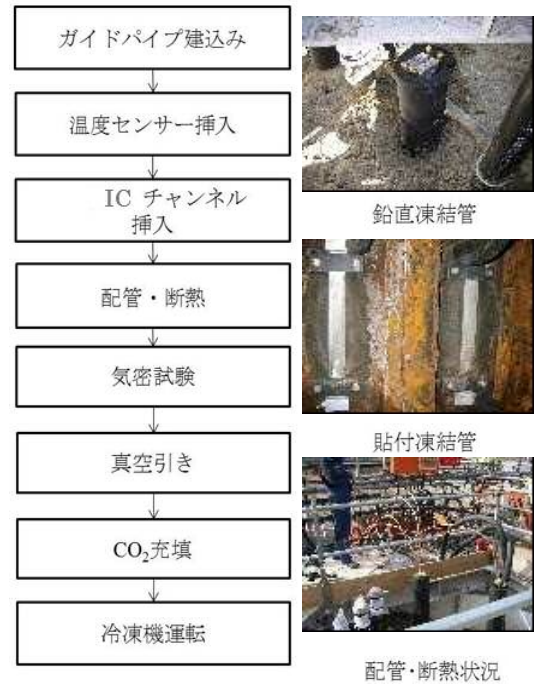 ガイドパイプ建込み
温度センサー挿入
IC チャンネル
挿入
配管・断熱
気密試験
真空引き
CO₂充填
冷凍機運転
鉛直凍結管
貼付凍結管
配管・断熱状況